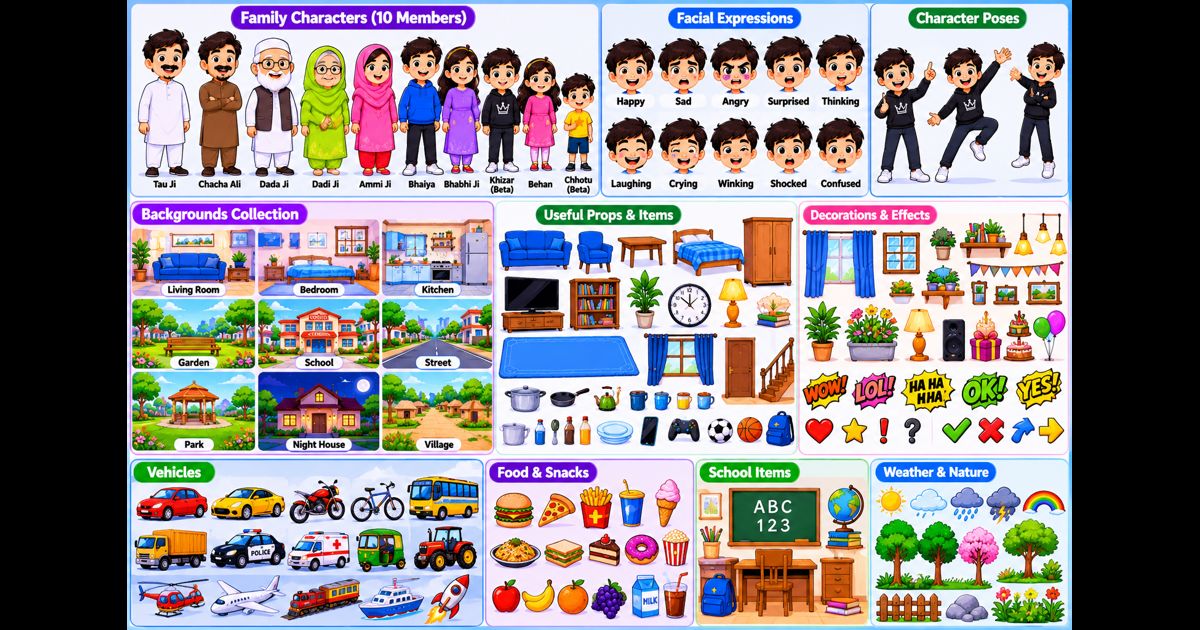 Family Characters (10 Members)
Tau Ji
Chacha Ali
Dada Ji
Dadi Ji
Ammi Ji
Bhaiya
Bhabhi Ji
Khizar
(Beta)
Behan
Chhotu
(Beta)
Facial Expressions
Happy
Sad
Angry
Surprised
Thinking
Laughing
Crying
Winking
Shocked
Confused
Character Poses
Backgrounds Collection
Living Room
Bedroom
Kitchen
Garden
School
Street
Park
Night House
Village
Useful Props & Items
Decorations & Effects
WOW!
LOL!
HA HA
HHA
OK!
YES!
Vehicles
POLICE
Food & Snacks
MILK
School Items
ABC
123
Weather & Nature